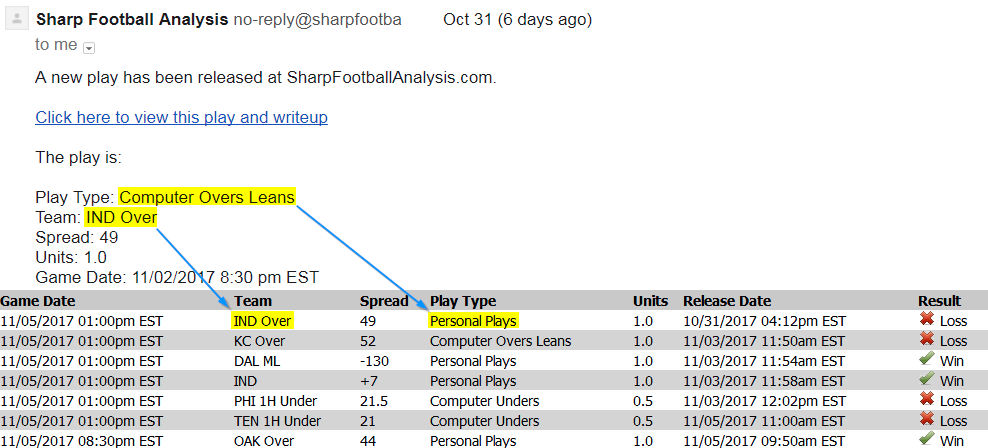 Sharp Football Analysis no-reply@sharpfootba Oct 31 (6 days ago)
to me
A new play has been released at SharpFootballAnalysis.com.
Click here to view this play and writeup
The play is:
Play Type: Computer Overs Leans
Team: IND Over
Spread: 49
Units: 1.0
Game Date: 11/02/2017 8:30 pm EST
Game Date Team Spread Play Type Units Release Date Result
11/05/2017 01:00pm EST IND Over 49 Personal Plays 1.0 10/31/2017 04:12pm EST Loss
11/05/2017 01:00pm EST KC Over 52 Computer Overs Leans 1.0 11/03/2017 11:50am EST Loss
11/05/2017 01:00pm EST DAL ML -130 Personal Plays 1.0 11/03/2017 11:54am EST Win
11/05/2017 01:00pm EST IND +7 Personal Plays 1.0 11/03/2017 11:58am EST Win
11/05/2017 01:00pm EST PHI 1H Under 21.5 Computer Unders 0.5 11/03/2017 12:02pm EST Loss
11/05/2017 01:00pm EST TEN 1H Under 21 Computer Unders 0.5 11/05/2017 11:00am EST Loss
11/05/2017 08:30pm EST OAK Over 44 Personal Plays 1.0 11/05/2017 09:50am EST Win